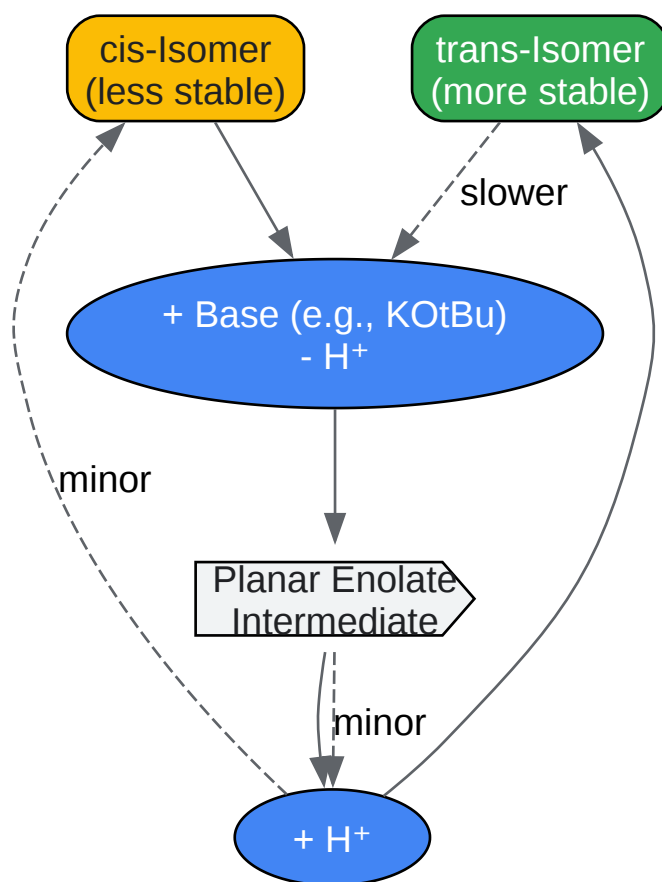 cis-Isomer
(less stable)
trans-Isomer
(more stable)
slower
+ Base (e.g., KOtBu)
- H⁺
minor
Planar Enolate
Intermediate
minor
+ H⁺